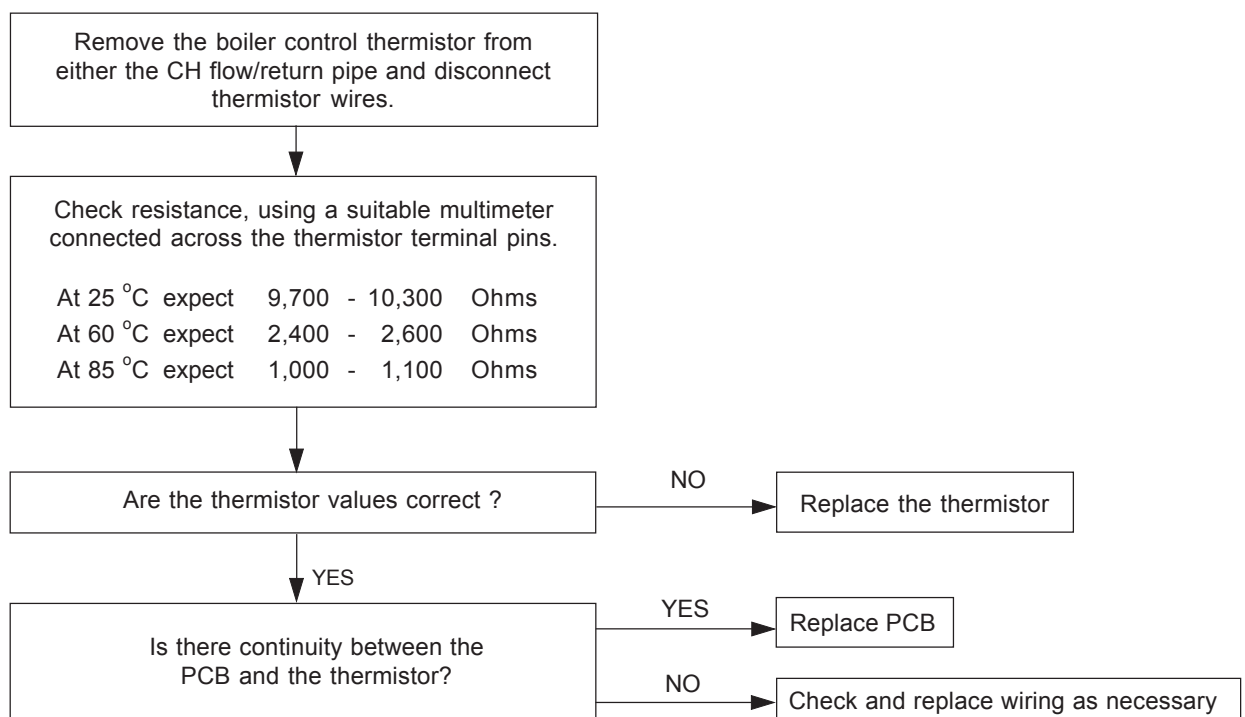 Remove the boiler control thermistor from
either the CH flow/return pipe and disconnect
thermistor wires.
Check resistance, using a suitable multimeter
connected across the thermistor terminal pins.
At 25 °C expect 9,700 - 10,300 Ohms
At 60 °C expect 2,400 - 2,600 Ohms
At 85 °C expect 1,000 - 1,100 Ohms
Are the thermistor values correct ?
NO
Replace the thermistor
YES
Is there continuity between the
PCB and the thermistor?
YES
Replace PCB
NO
Check and replace wiring as necessary